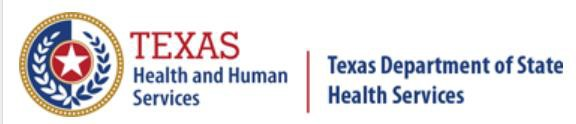 TEXAS
Health and Human
Services
Texas Department of State
Health Services